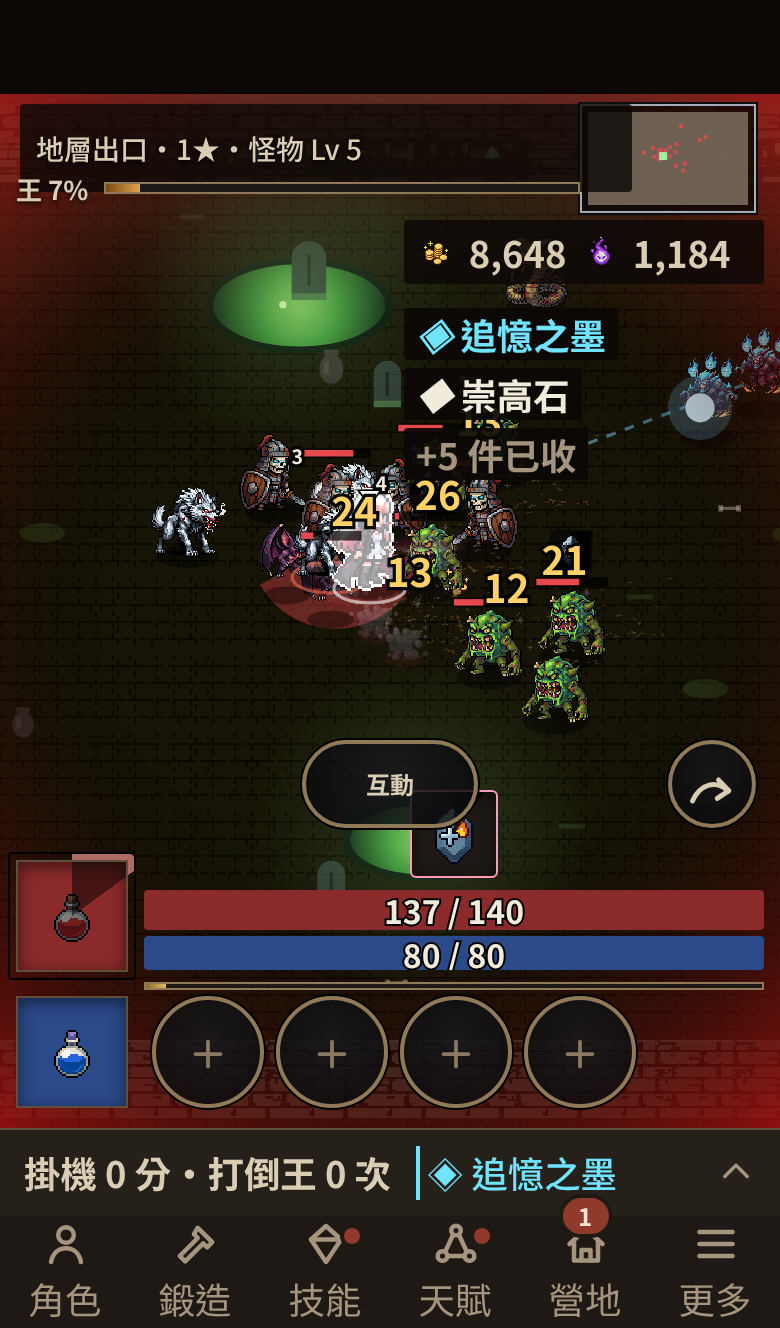 地層出口·1★·怪物 Lv 5
王 7%
8,648 1,184
追憶之墨
崇高石
+5 件已收
3
4
24
26
13
12
21
互動
137 / 140
80 / 80
掛機 0 分·打倒王 0 次
追憶之墨
1
角色 鍛造 技能 天賦 營地 更多